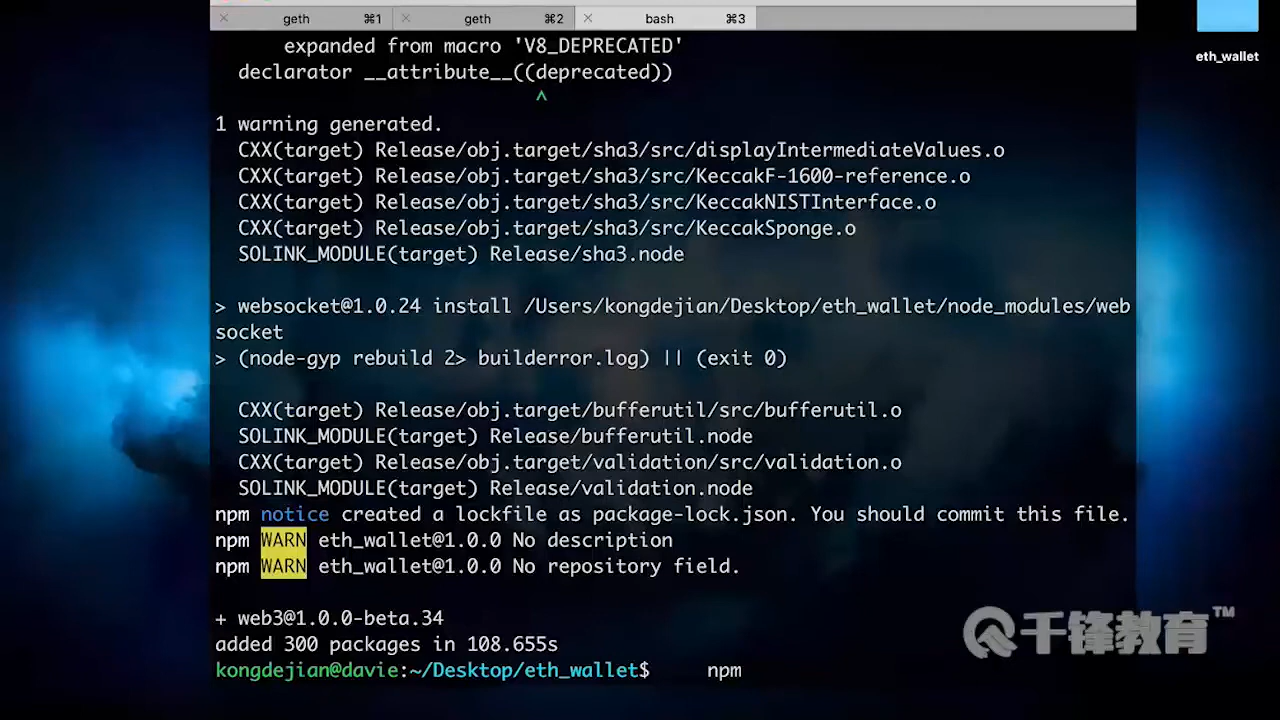 geth ⌘1 geth ⌘2 bash ⌘3
eth_wallet
expanded from macro 'V8_DEPRECATED'
declarator __attribute__((deprecated))
^
1 warning generated.
CXX(target) Release/obj.target/sha3/src/displayIntermediateValues.o
CXX(target) Release/obj.target/sha3/src/KeccakF-1600-reference.o
CXX(target) Release/obj.target/sha3/src/KeccakNISTInterface.o
CXX(target) Release/obj.target/sha3/src/KeccakSponge.o
SOLINK_MODULE(target) Release/sha3.node
> websocket@1.0.24 install /Users/kongdejian/Desktop/eth_wallet/node_modules/web
socket
> (node-gyp rebuild 2> builderror.log) || (exit 0)
CXX(target) Release/obj.target/bufferutil/src/bufferutil.o
SOLINK_MODULE(target) Release/bufferutil.node
CXX(target) Release/obj.target/validation/src/validation.o
SOLINK_MODULE(target) Release/validation.node
npm notice created a lockfile as package-lock.json. You should commit this file.
npm WARN eth_wallet@1.0.0 No description
npm WARN eth_wallet@1.0.0 No repository field.
+ web3@1.0.0-beta.34
added 300 packages in 108.655s
kongdejian@davie:~/Desktop/eth_wallet$ npm
千锋教育™